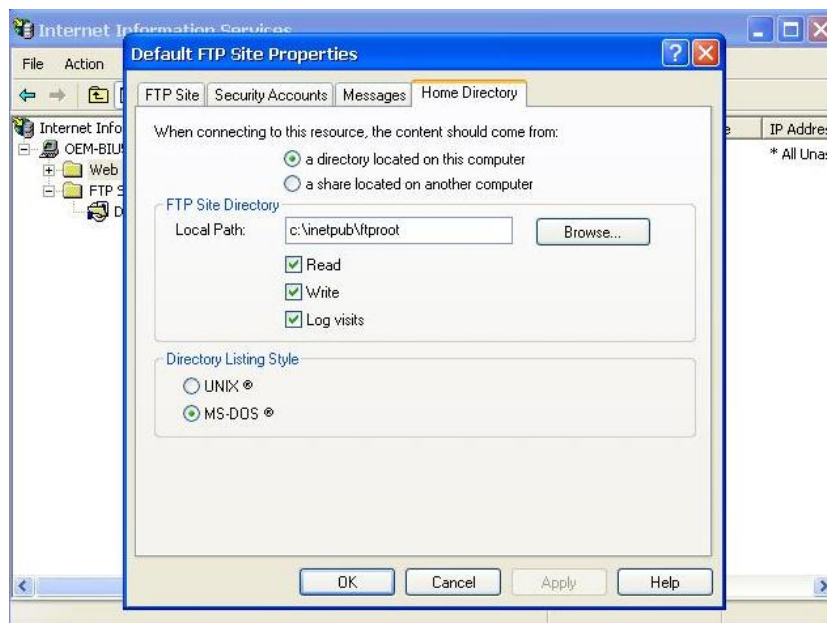 Internet Information Services
Default FTP Site Properties
File Action
FTP Site Security Accounts Messages Home Directory
Internet Info
IP Addres
When connecting to this resource, the content should come from:
OEM-BIU
* All Unas
a directory located on this computer
Web
a share located on another computer
FTP S
FTP Site Directory
D
Local Path: c:\inetpub\ftproot Browse...
Read
Write
Log visits
Directory Listing Style
UNIX ®
MS-DOS ®
OK Cancel Apply Help